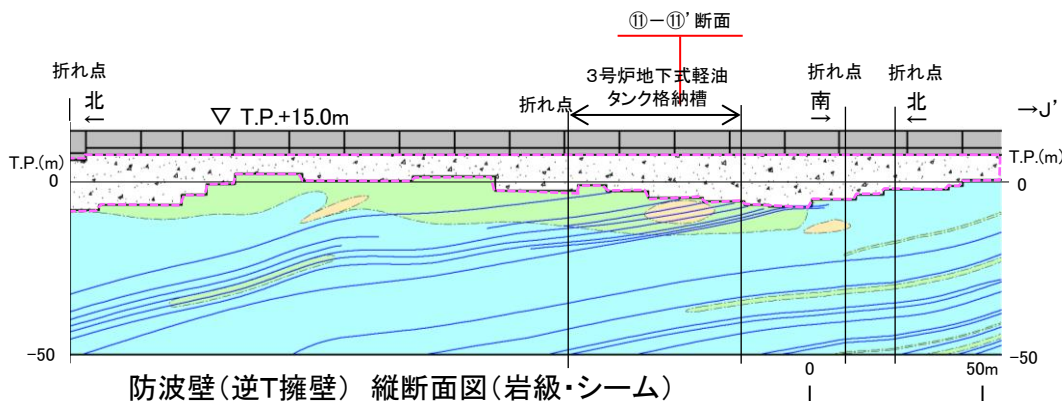 ⑪-⑪’断面
3号炉地下式軽油
タンク格納槽
折れ点
北
←
▽ T.P.+15.0m
折れ点
折れ点
南
→
折れ点
北
←
→J’
T.P.(m)
T.P.(m)
0
0
-50
-50
防波壁(逆T擁壁) 縦断面図(岩級・シーム)
0
50m